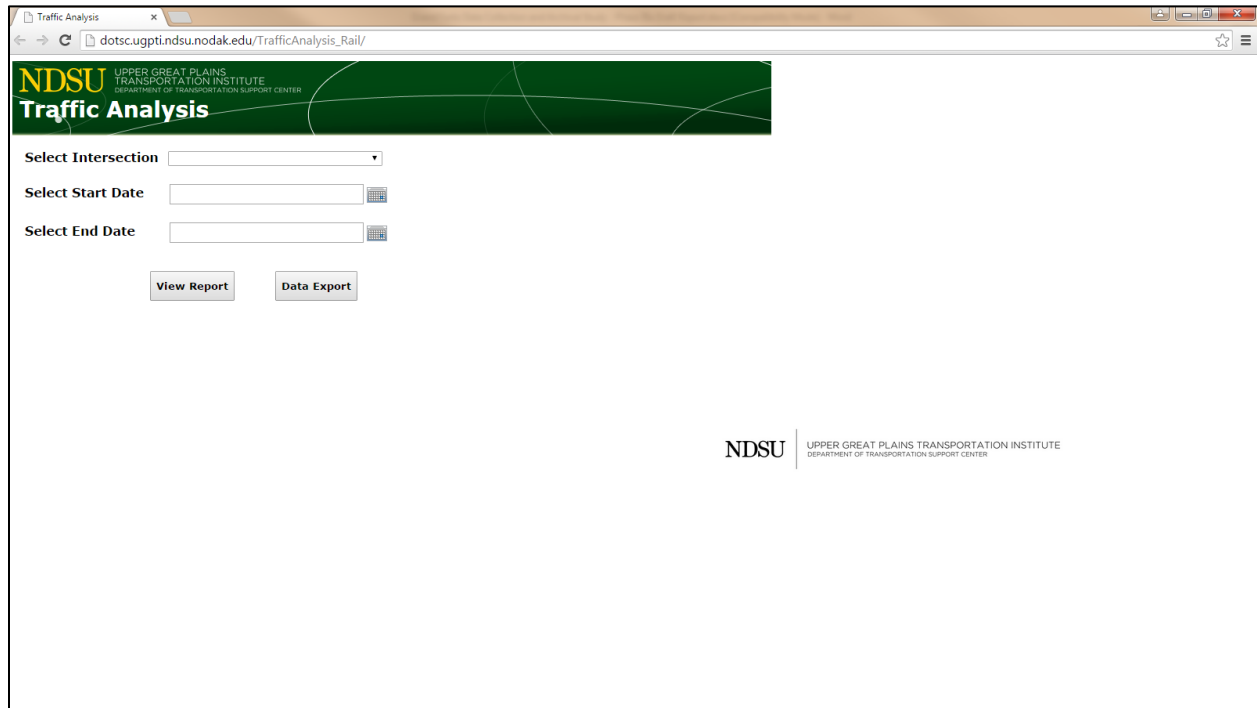 Traffic Analysis
dotsc.ugpti.ndsu.nodak.edu/TrafficAnalysis_Rail/
NDSU UPPER GREAT PLAINS
TRANSPORTATION INSTITUTE
DEPARTMENT OF TRANSPORTATION SUPPORT CENTER
Traffic Analysis
Select Intersection
Select Start Date
Select End Date
View Report Data Export
NDSU UPPER GREAT PLAINS TRANSPORTATION INSTITUTE
DEPARTMENT OF TRANSPORTATION SUPPORT CENTER